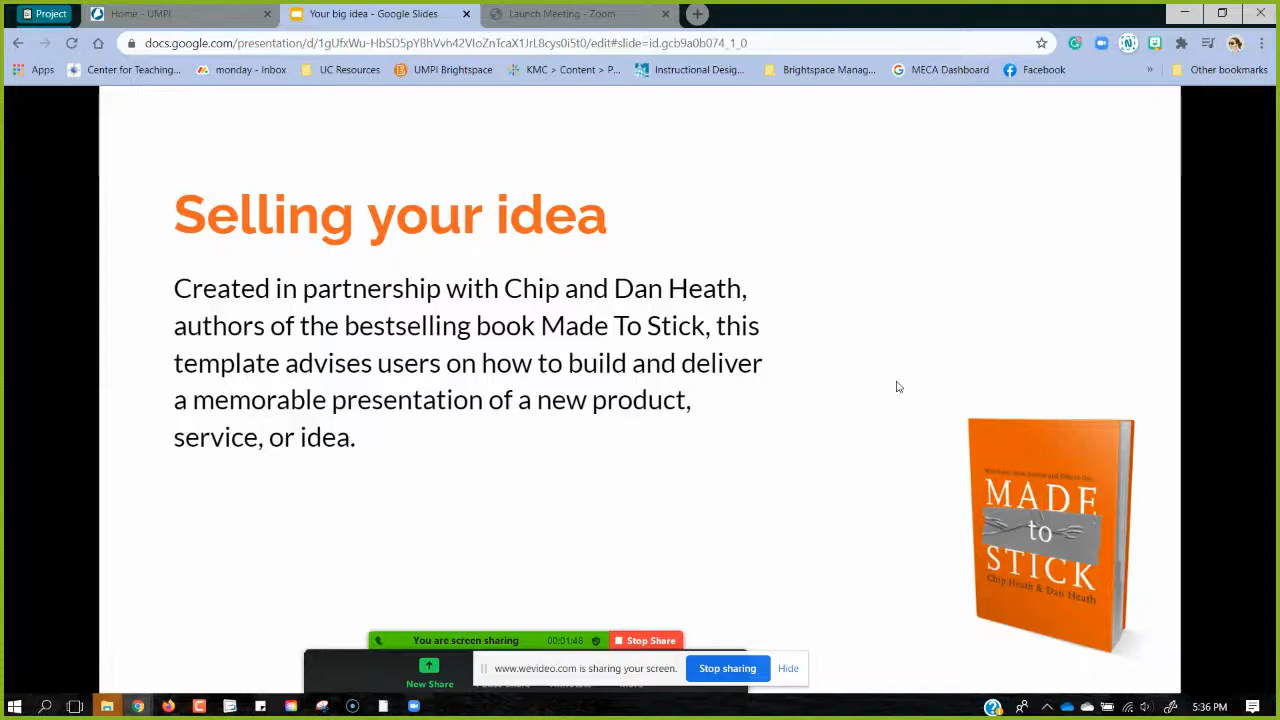 Project
Home - UMPI
Your big idea - Google Slides
Launch Meeting - Zoom
docs.google.com/presentation/d/1gUfxWu-HbSD5pYBhVvh42VIoZnTcaX1JrL8cys0i5t0/edit#slide=id.gcb9a0b074_1_0
Apps
Center for Teaching...
monday - Inbox
UC Resources
UMPI Brightspace
KMC > Content > P...
Instructional Desig...
Brightspace Manag...
MECA Dashboard
Facebook
Other bookmarks
Selling your idea
Created in partnership with Chip and Dan Heath,
authors of the bestselling book Made To Stick, this
template advises users on how to build and deliver
a memorable presentation of a new product,
service, or idea.
MADE
to
STICK
Chip Heath & Dan Heath
You are screen sharing
00:01:48
Stop Share
www.wevideo.com is sharing your screen.
Stop sharing
Hide
New Share
5:36 PM